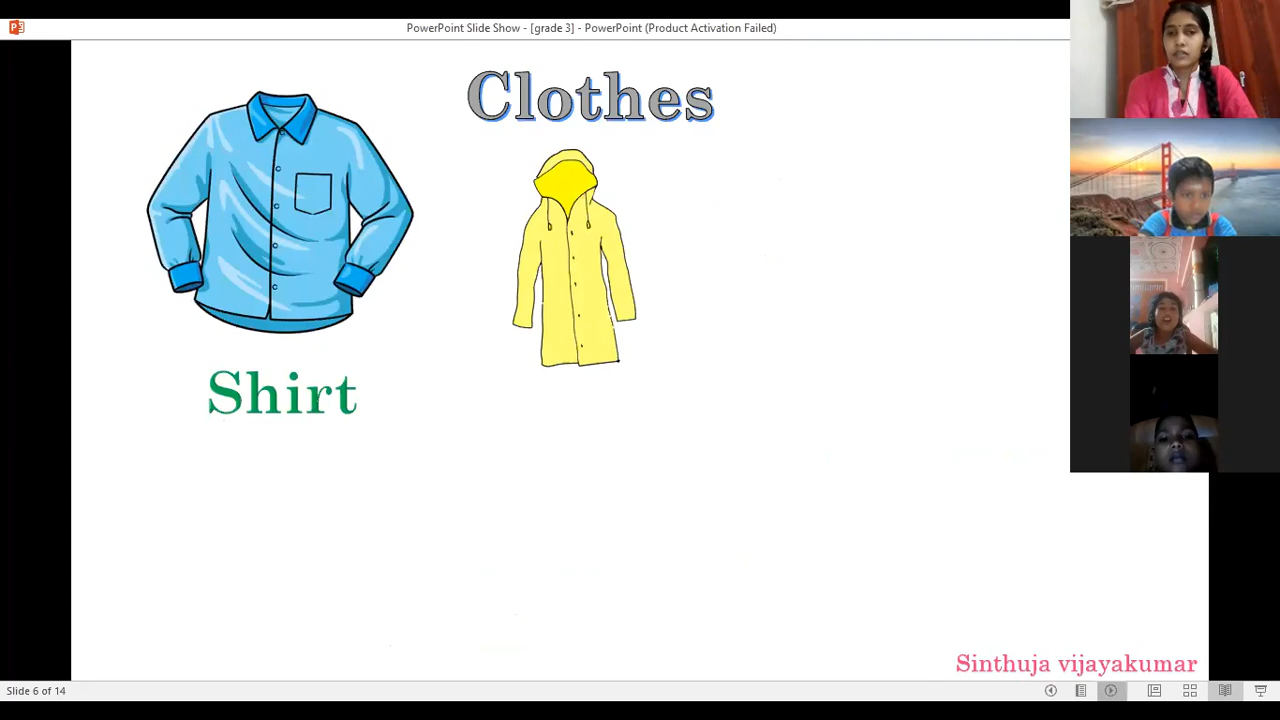 PowerPoint Slide Show - [grade 3] - PowerPoint (Product Activation Failed)
Clothes
Shirt
Sinthuja vijayakumar
Slide 6 of 14